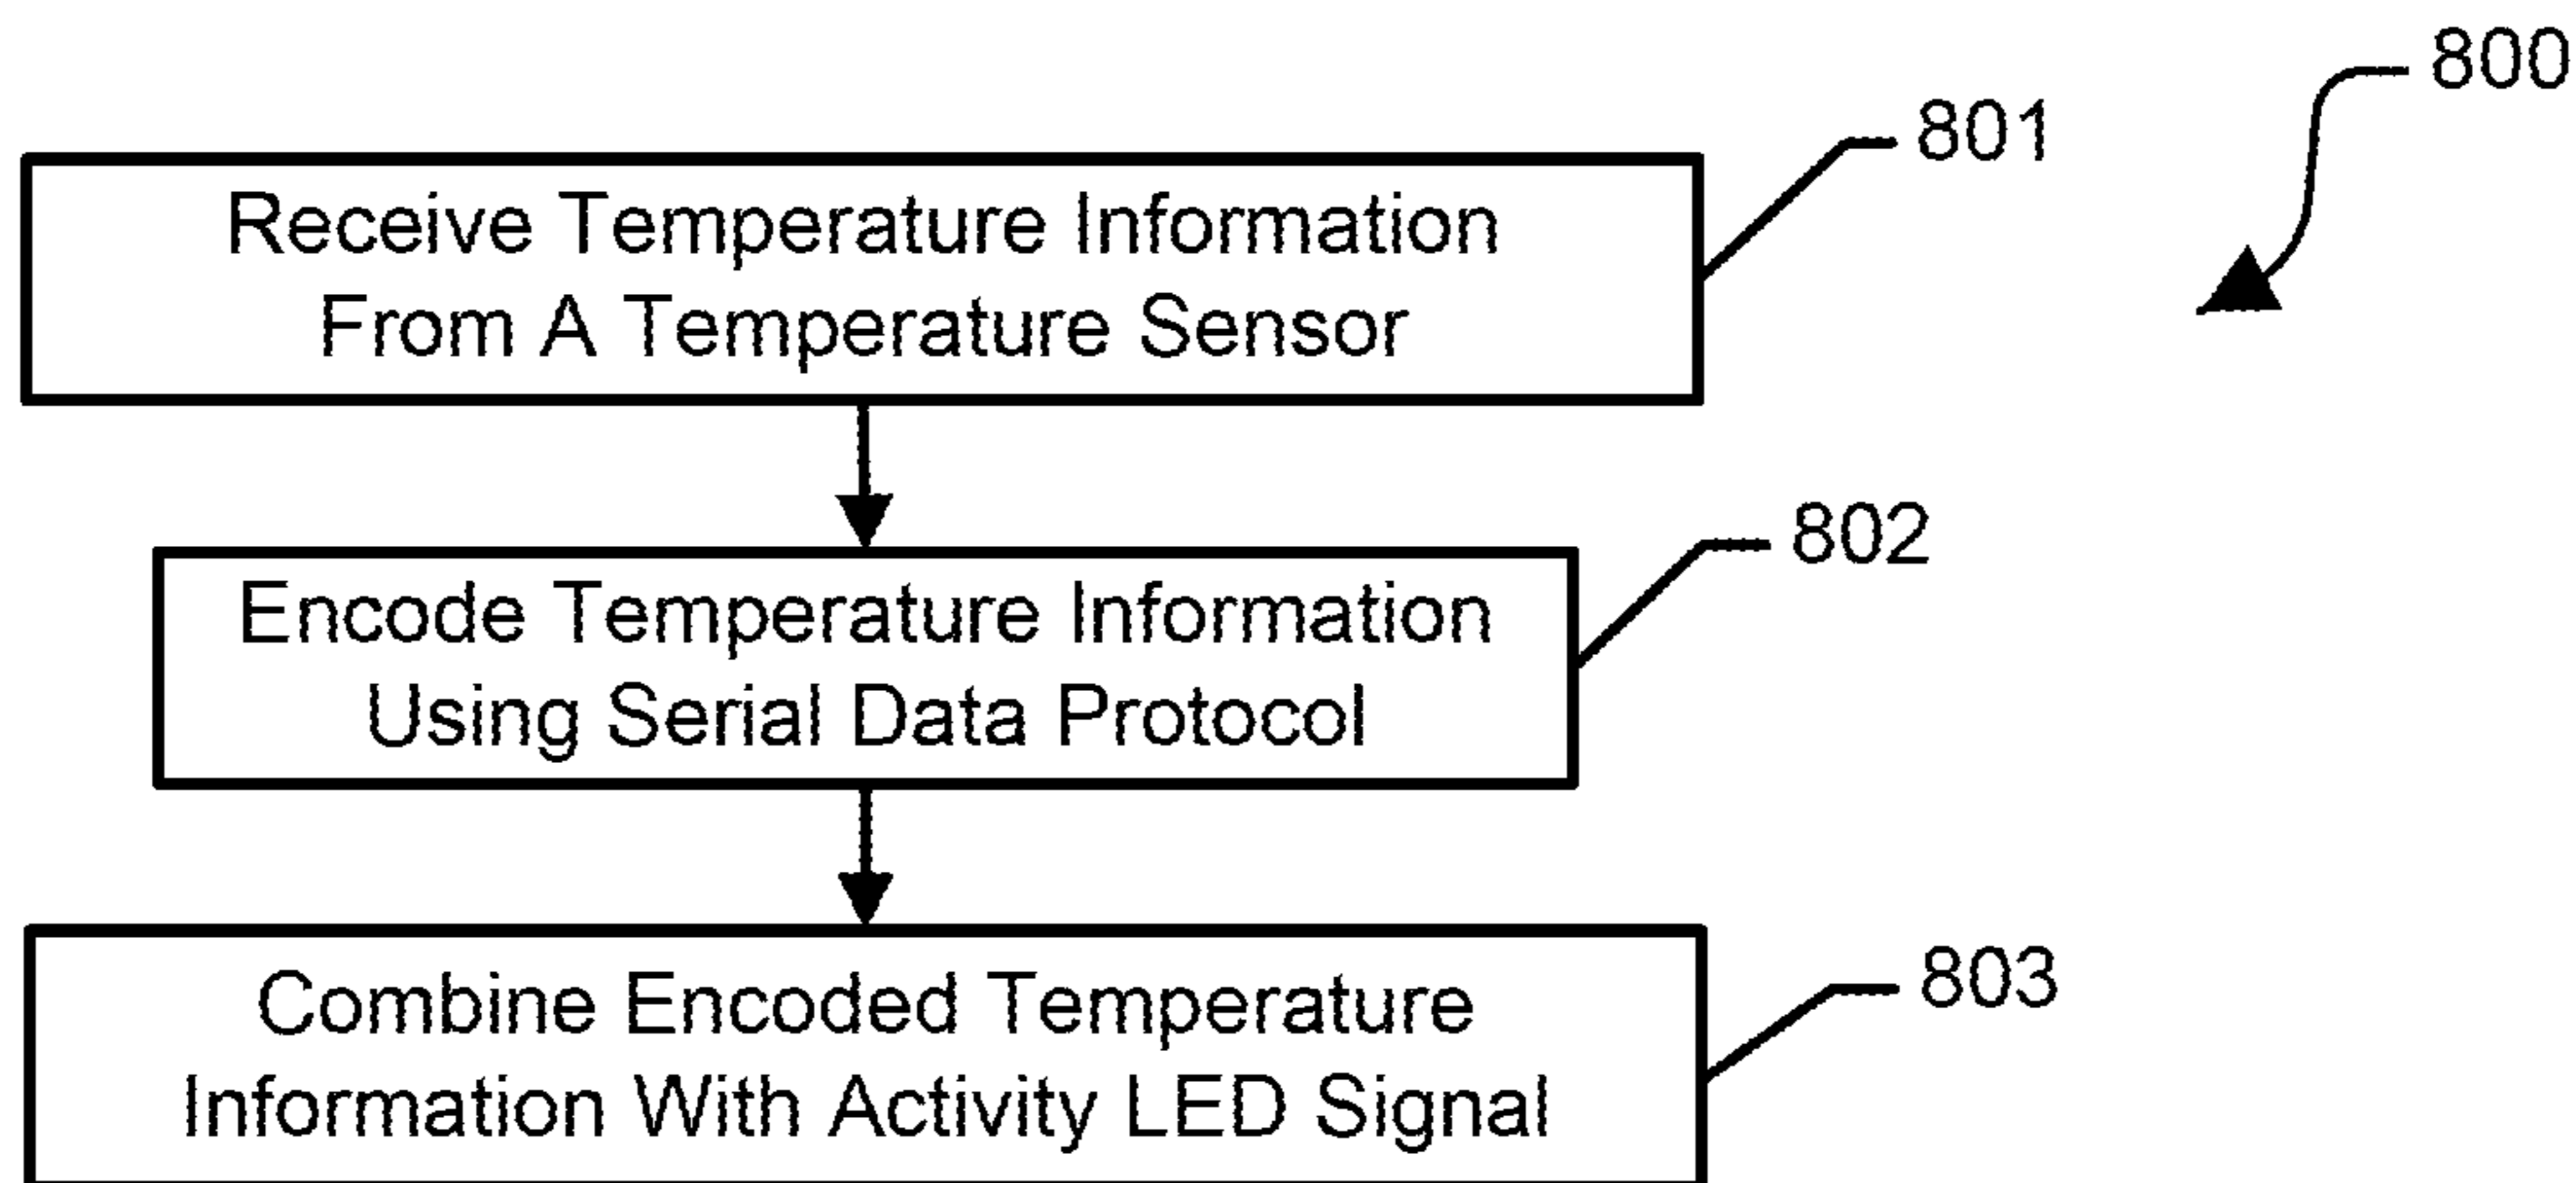 800
801
Receive Temperature Information
From A Temperature Sensor
802
Encode Temperature Information
Using Serial Data Protocol
803
Combine Encoded Temperature
Information With Activity LED Signal